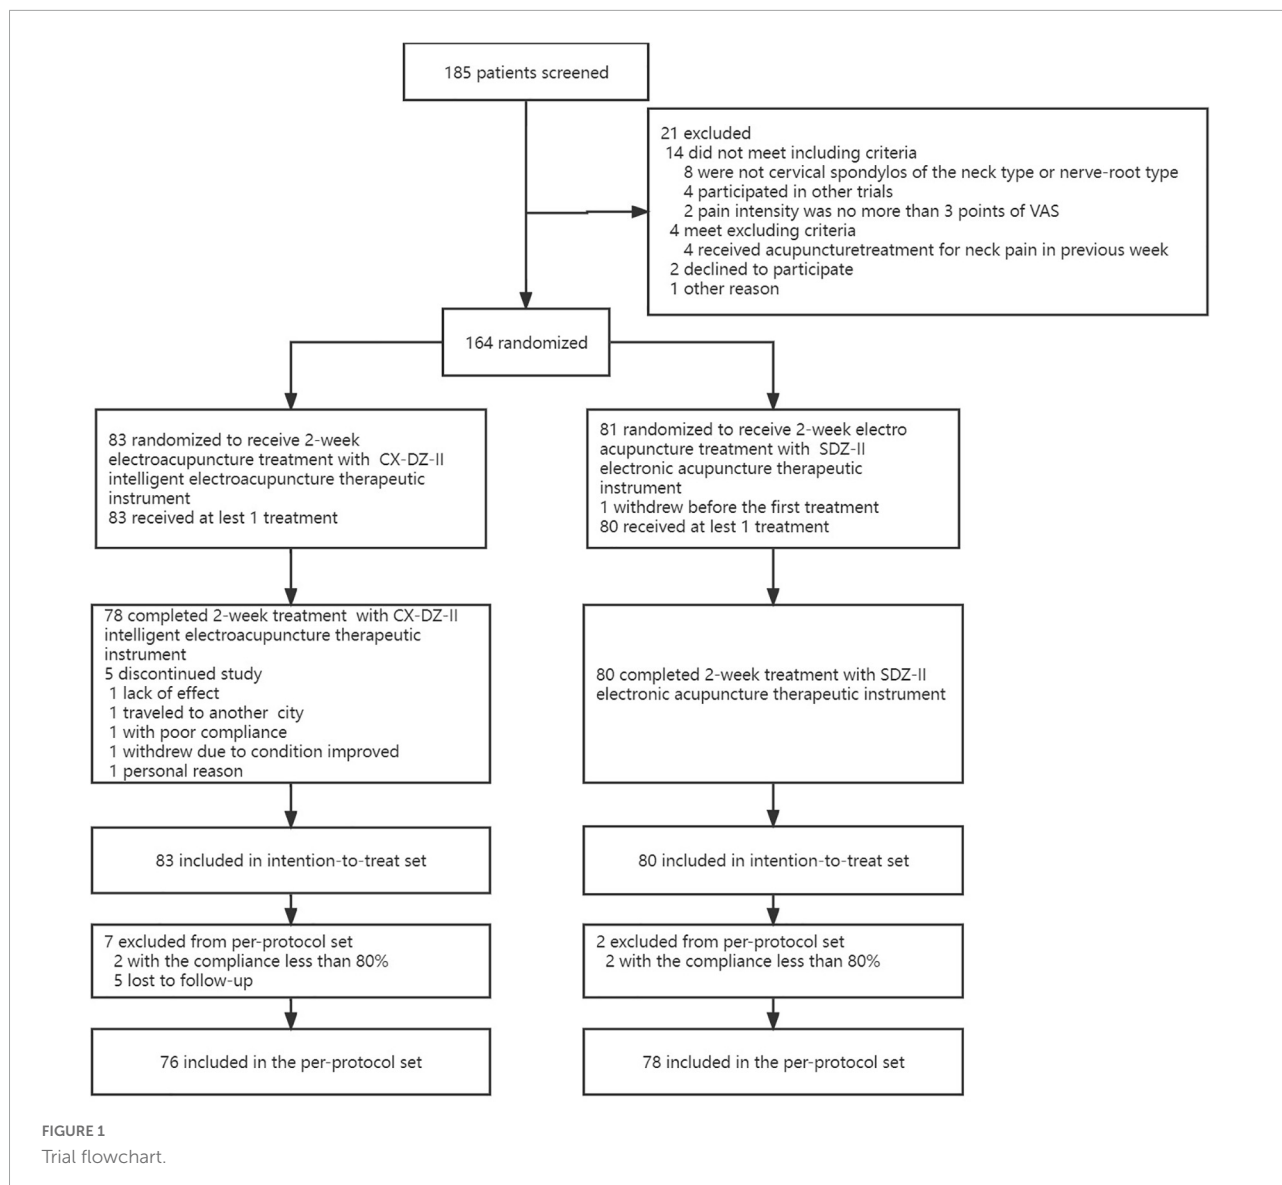 185 patients screened
21 excluded
14 did not meet including criteria
8 were not cervical spondylos of the neck type or nerve-root type
4 participated in other trials
2 pain intensity was no more than 3 points of VAS
4 meet excluding criteria
4 received acupuncturetreatment for neck pain in previous week
2 declined to participate
1 other reason
164 randomized
83 randomized to receive 2-week
electroacupuncture treatment with CX-DZ-II
intelligent electroacupuncture therapeutic
instrument
83 received at lest 1 treatment
81 randomized to receive 2-week electro
acupuncture treatment with SDZ-II
electronic acupuncture therapeutic
instrument
1 withdrew before the first treatment
80 received at lest 1 treatment
78 completed 2-week treatment with CX-DZ-II
intelligent electroacupuncture therapeutic
instrument
5 discontinued study
1 lack of effect
1 traveled to another city
1 with poor compliance
1 withdrew due to condition improved
1 personal reason
80 completed 2-week treatment with SDZ-II
electronic acupuncture therapeutic instrument
83 included in intention-to-treat set
80 included in intention-to-treat set
7 excluded from per-protocol set
2 with the compliance less than 80%
5 lost to follow-up
2 excluded from per-protocol set
2 with the compliance less than 80%
76 included in the per-protocol set
78 included in the per-protocol set
FIGURE 1
Trial flowchart.